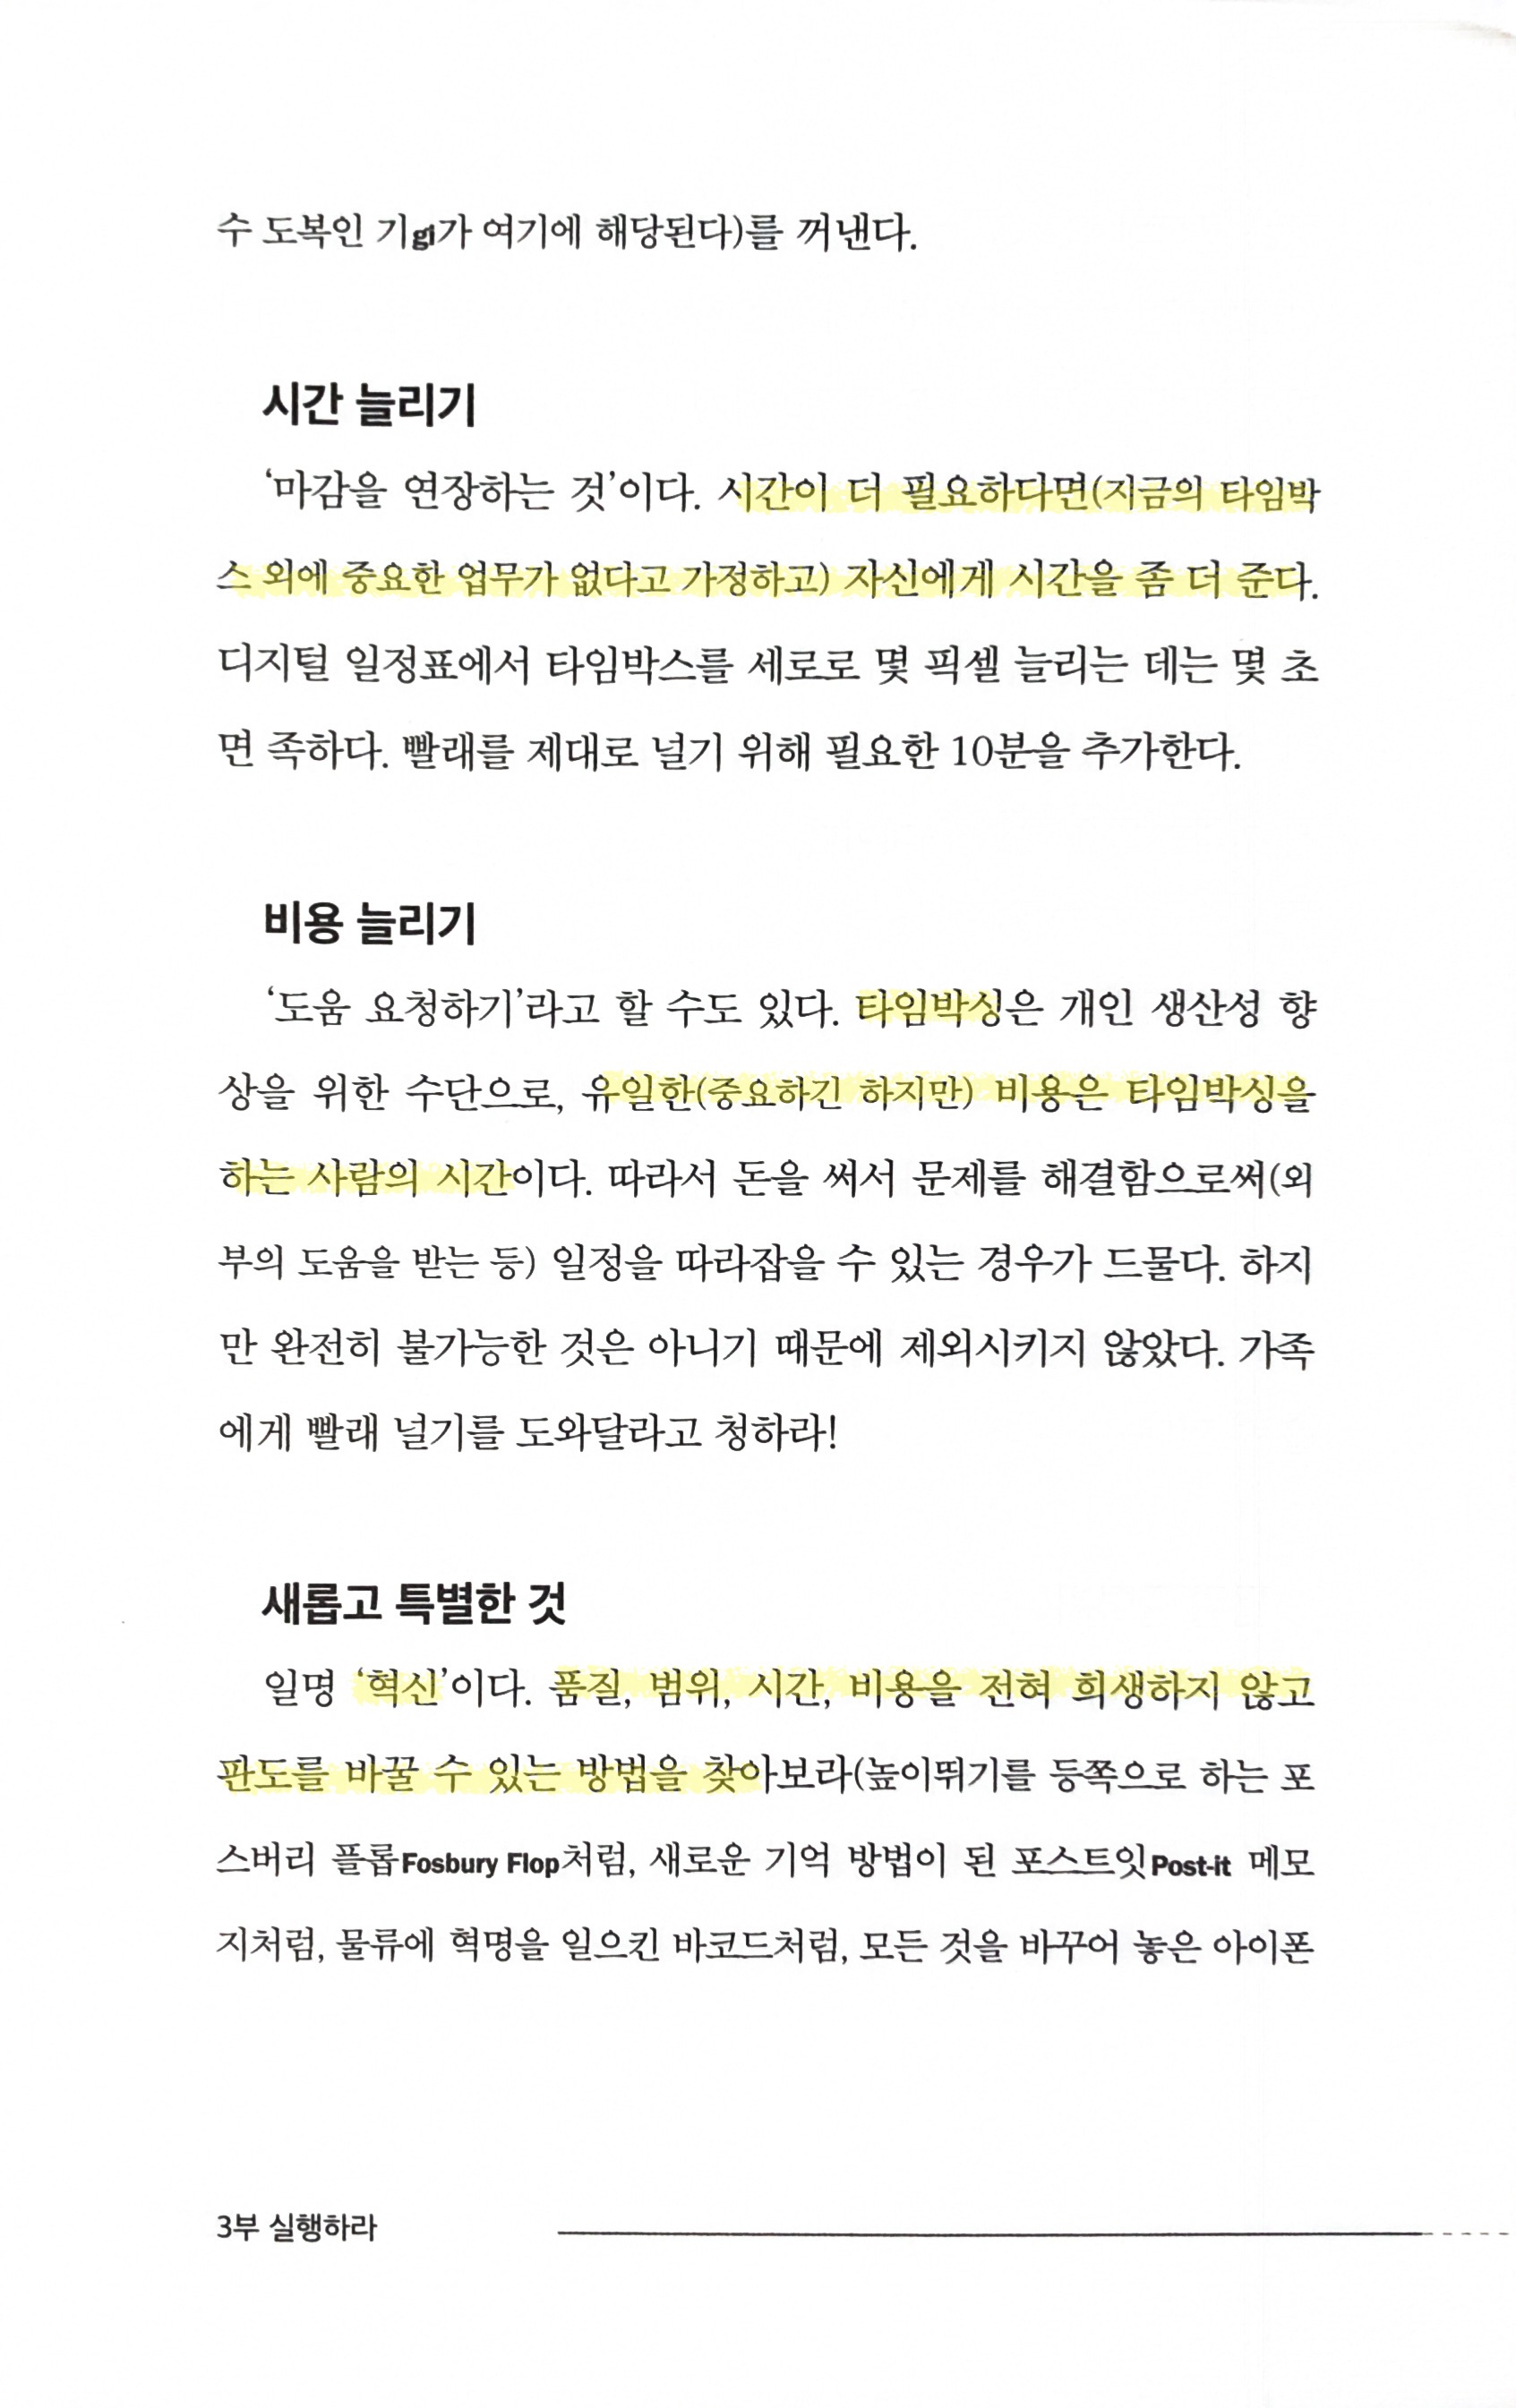 수 도복인 기gi가 여기에 해당된다)를 꺼낸다.
시간 늘리기
‘마감을 연장하는 것’이다. 시간이 더 필요하다면(지금의 타임박
스 외에 중요한 업무가 없다고 가정하고) 자신에게 시간을 좀 더 준다.
디지털 일정표에서 타임박스를 세로로 몇 픽셀 늘리는 데는 몇 초
면 족하다. 빨래를 제대로 널기 위해 필요한 10분을 추가한다.
비용 늘리기
‘도움 요청하기’라고 할 수도 있다. 타임박싱은 개인 생산성 향
상을 위한 수단으로, 유일한(중요하긴 하지만) 비용은 타임박싱을
하는 사람의 시간이다. 따라서 돈을 써서 문제를 해결함으로써(외
부의 도움을 받는 등) 일정을 따라잡을 수 있는 경우가 드물다. 하지
만 완전히 불가능한 것은 아니기 때문에 제외시키지 않았다. 가족
에게 빨래 널기를 도와달라고 청하라!
새롭고 특별한 것
일명 ‘혁신’이다. 품질, 범위, 시간, 비용을 전혀 희생하지 않고
판도를 바꿀 수 있는 방법을 찾아보라(높이뛰기를 등쪽으로 하는 포
스버리 플롭Fosbury Flop처럼, 새로운 기억 방법이 된 포스트잇Post-it 메모
지처럼, 물류에 혁명을 일으킨 바코드처럼, 모든 것을 바꾸어 놓은 아이폰
3부 실행하라